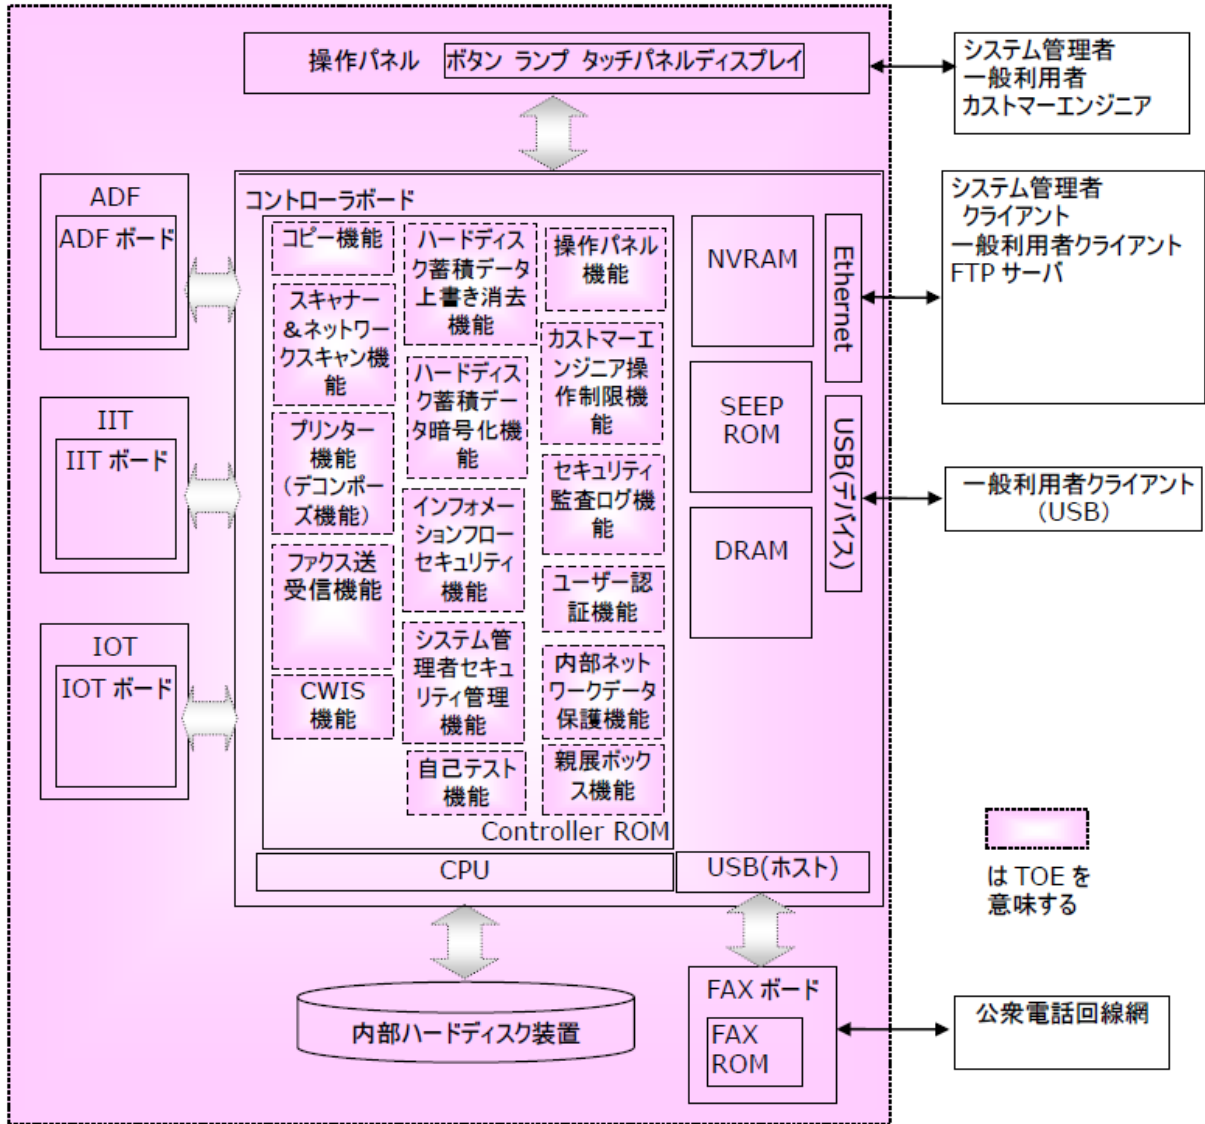 操作パネル ボタン ランプ タッチパネルディスプレイ
システム管理者
一般利用者
カストマーエンジニア
ADF
ADF ボード
IIT
IIT ボード
IOT
IOT ボード
コントローラボード
コピー機能
スキャナー
&ネットワー
クスキャン機
能
プリンター
機能
(デコンポー
ズ機能)
ファクス送
受信機能
CWIS
機能
ハードディス
ク蓄積データ
上書き消去
機能
ハードディス
ク蓄積デー
タ暗号化機
能
インフォメー
ションフロー
セキュリティ
機能
システム管
理者セキュ
リティ管理
機能
自己テスト
機能
操作パネル
機能
カストマーエ
ンジニア操
作制限機
能
セキュリティ
監査ログ機
能
ユーザー認
証機能
内部ネット
ワークデータ
保護機能
親展ボック
ス機能
Controller ROM
NVRAM
SEEP
ROM
DRAM
Ethernet
USB(デバイス)
CPU
USB(ホスト)
システム管理者
クライアント
一般利用者クライアント
FTP サーバ
一般利用者クライアント
(USB)
内部ハードディスク装置
FAX ボード
FAX
ROM
公衆電話回線網
は TOE を
意味する